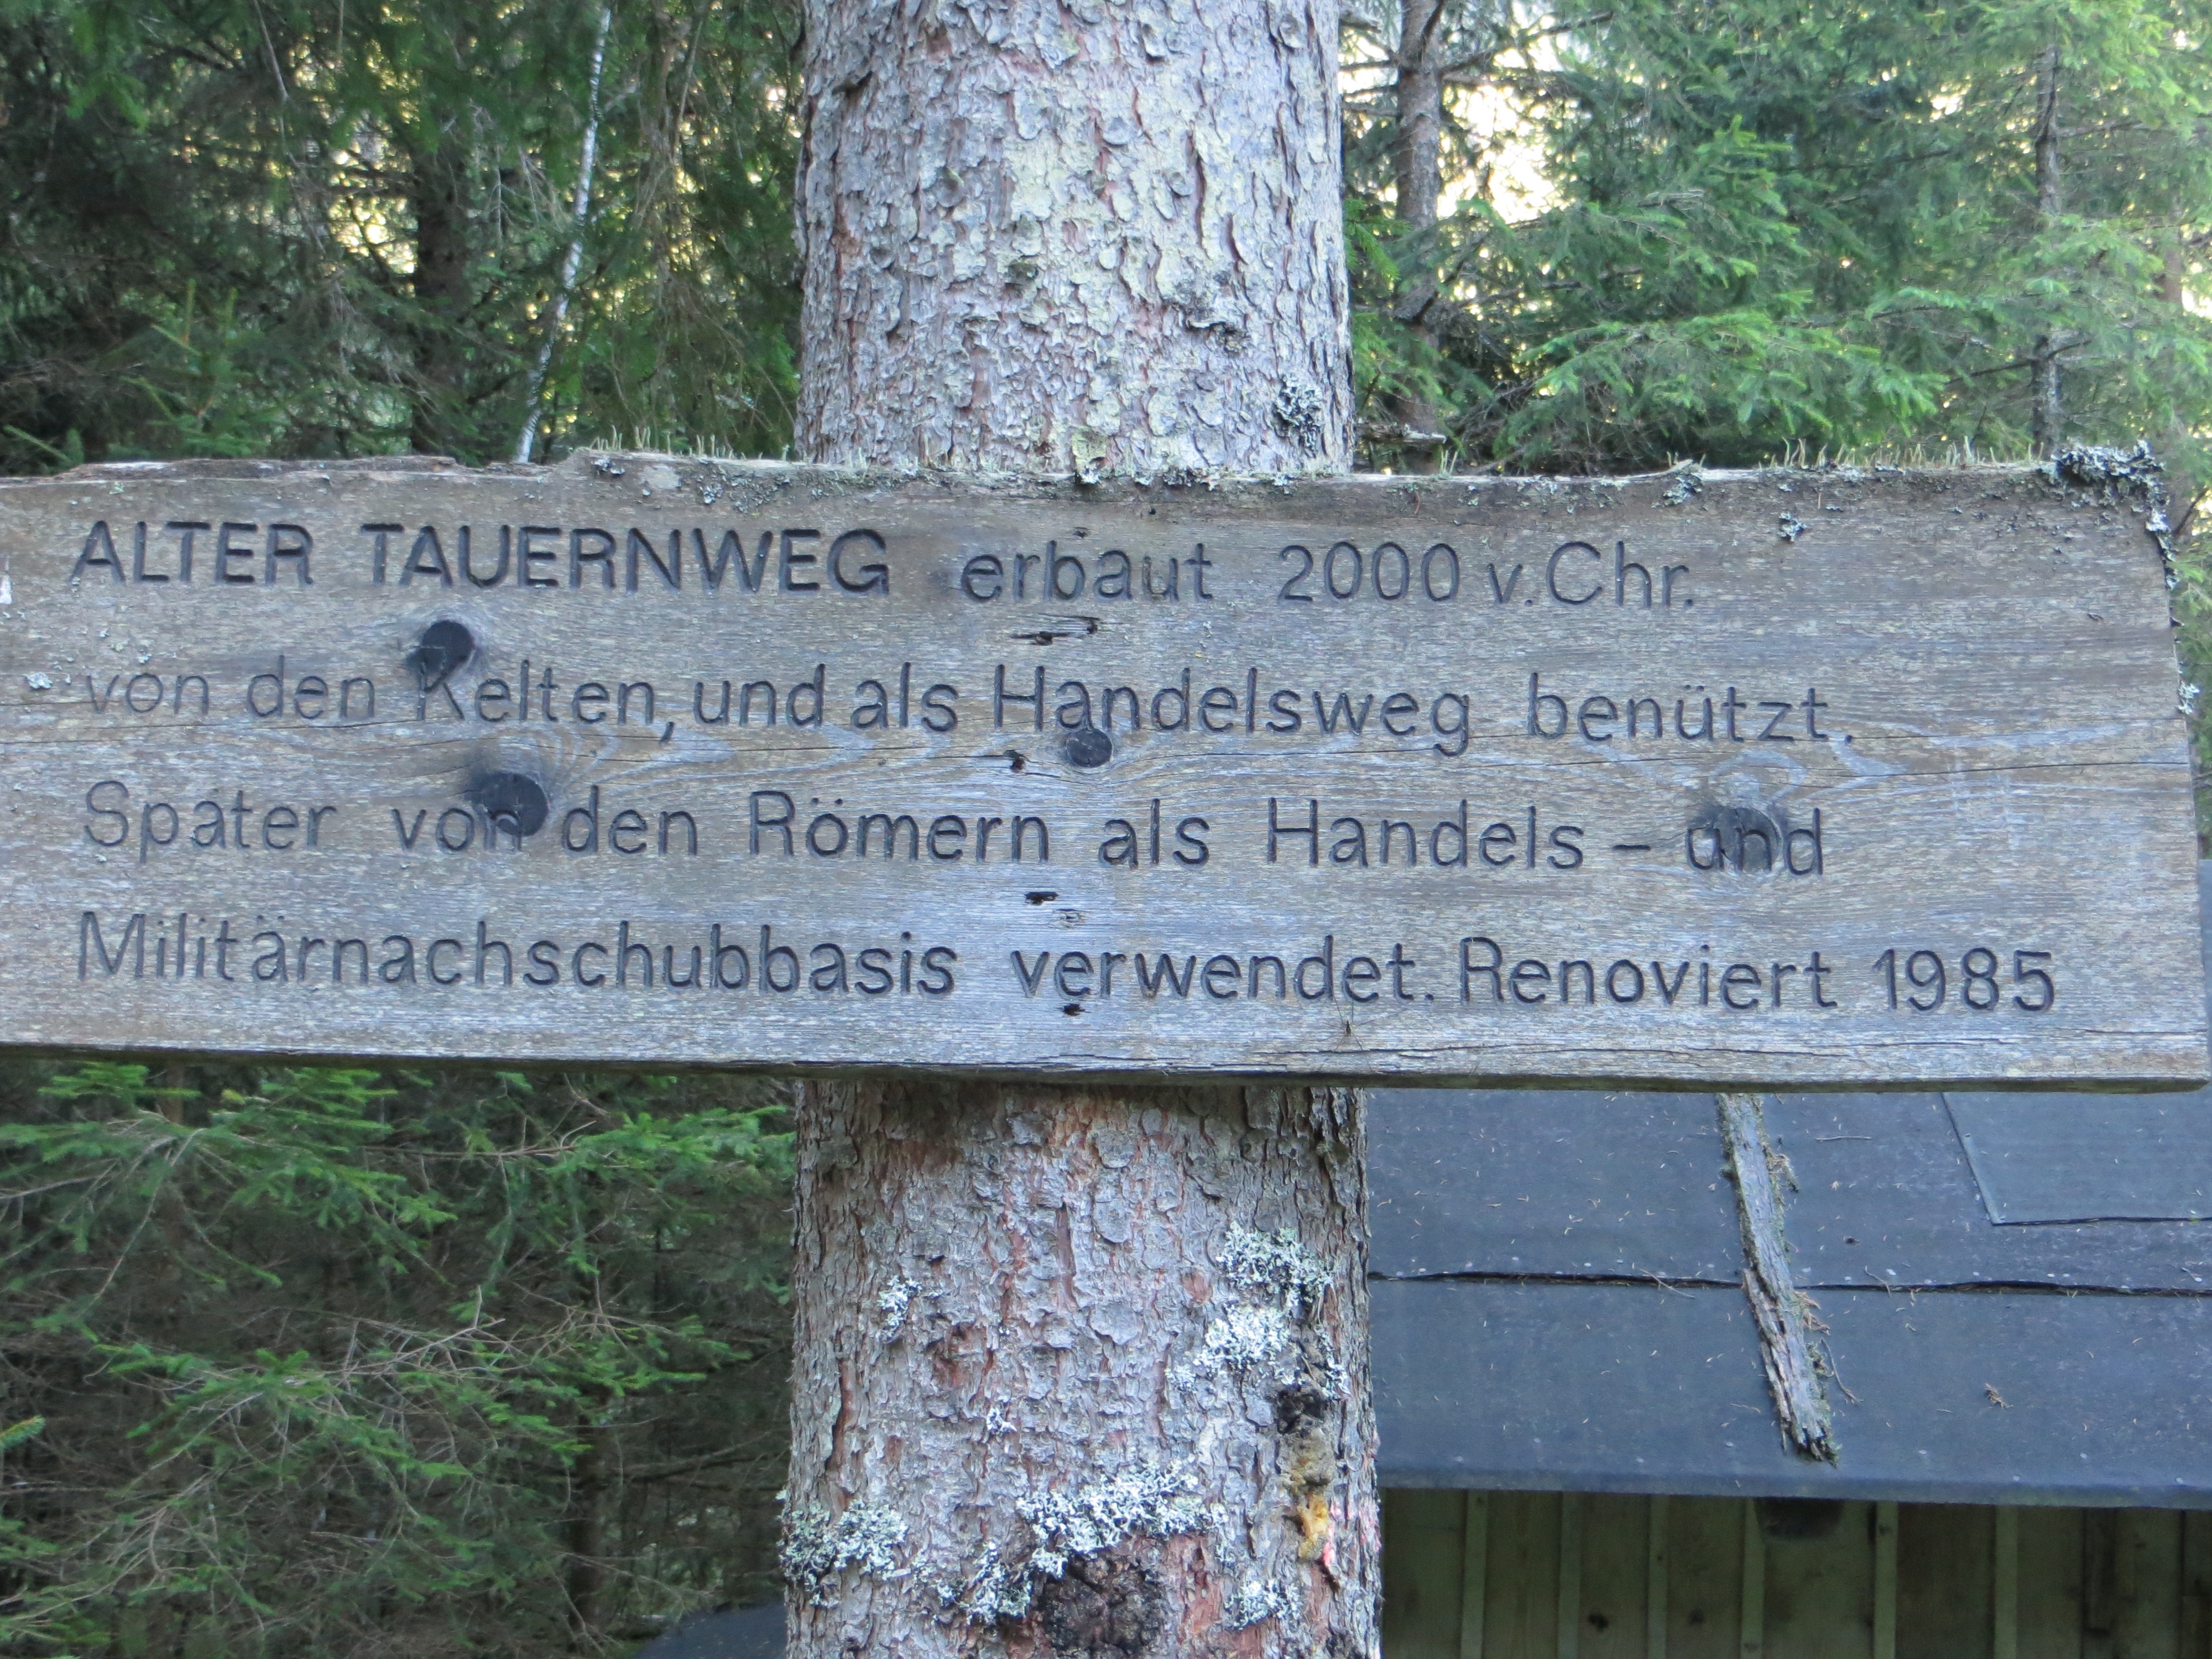 ALTER TAUERNWEG erbaut 2000 v.Chr.
von den Kelten, und als Handelsweg benützt.
Später von den Römern als Handels- und
Militärnachschubbasis verwendet. Renoviert 1985